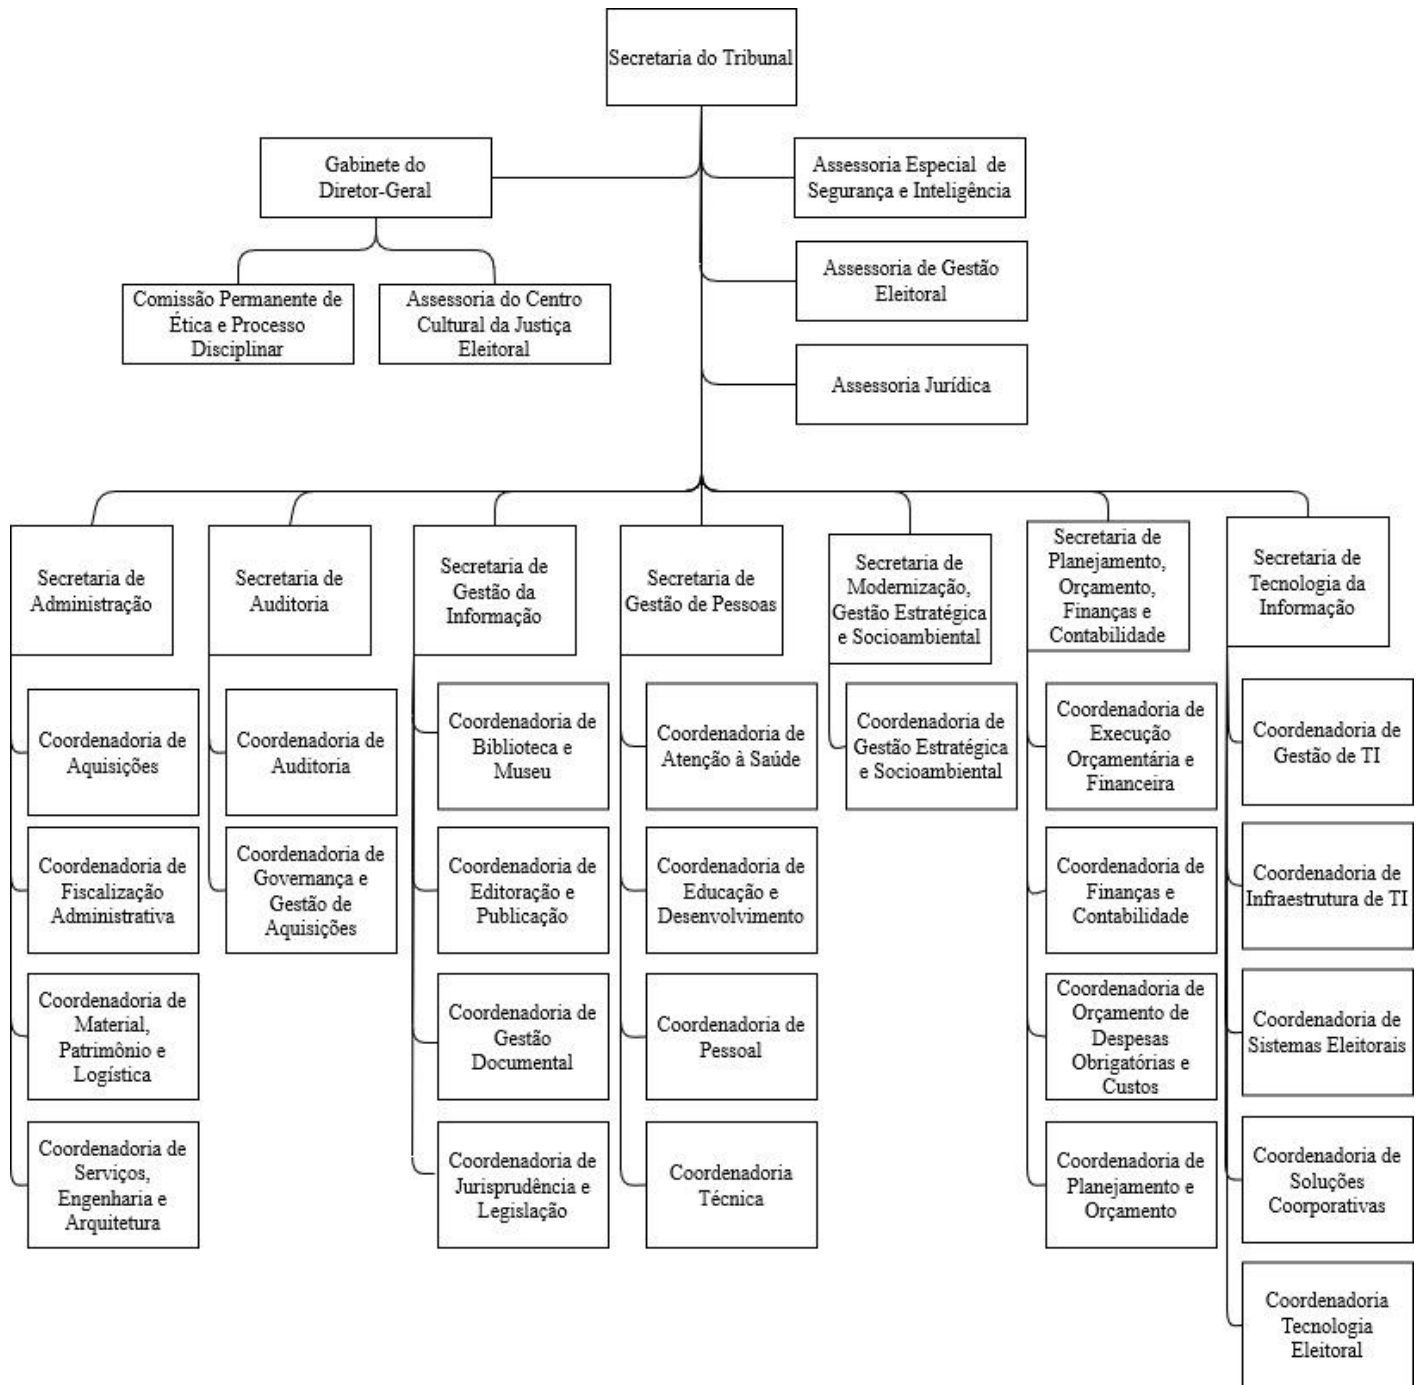 Secretaria do Tribunal
Gabinete do
Diretor-Geral
Assessoria Especial de
Segurança e Inteligência
Assessoria de Gestão
Eleitoral
Comissão Permanente de
Ética e Processo
Disciplinar
Assessoria do Centro
Cultural da Justiça
Eleitoral
Assessoria Jurídica
Secretaria de
Administração
Secretaria de
Auditoria
Secretaria de
Gestão da
Informação
Secretaria de
Gestão de Pessoas
Secretaria de
Modernização,
Gestão Estratégica
e Socioambiental
Secretaria de
Planejamento,
Orçamento,
Finanças e
Contabilidade
Secretaria de
Tecnologia da
Informação
Coordenadoria de
Aquisições
Coordenadoria de
Auditoria
Coordenadoria de
Biblioteca e
Museu
Coordenadoria de
Atenção à Saúde
Coordenadoria de
Gestão Estratégica
e Socioambiental
Coordenadoria de
Execução
Orçamentária e
Financeira
Coordenadoria de
Gestão de TI
Coordenadoria de
Fiscalização
Administrativa
Coordenadoria de
Governança e
Gestão de
Aquisições
Coordenadoria de
Editoração e
Publicação
Coordenadoria de
Educação e
Desenvolvimento
Coordenadoria de
Finanças e
Contabilidade
Coordenadoria de
Infraestrutura de TI
Coordenadoria de
Material,
Patrimônio e
Logística
Coordenadoria de
Gestão
Documental
Coordenadoria de
Pessoal
Coordenadoria de
Orçamento de
Despesas
Obrigatórias e
Custos
Coordenadoria de
Sistemas Eleitorais
Coordenadoria de
Serviços,
Engenharia e
Arquitetura
Coordenadoria de
Jurisprudência e
Legislação
Coordenadoria
Técnica
Coordenadoria de
Planejamento e
Orçamento
Coordenadoria de
Soluções
Coorporativas
Coordenadoria
Tecnologia
Eleitoral